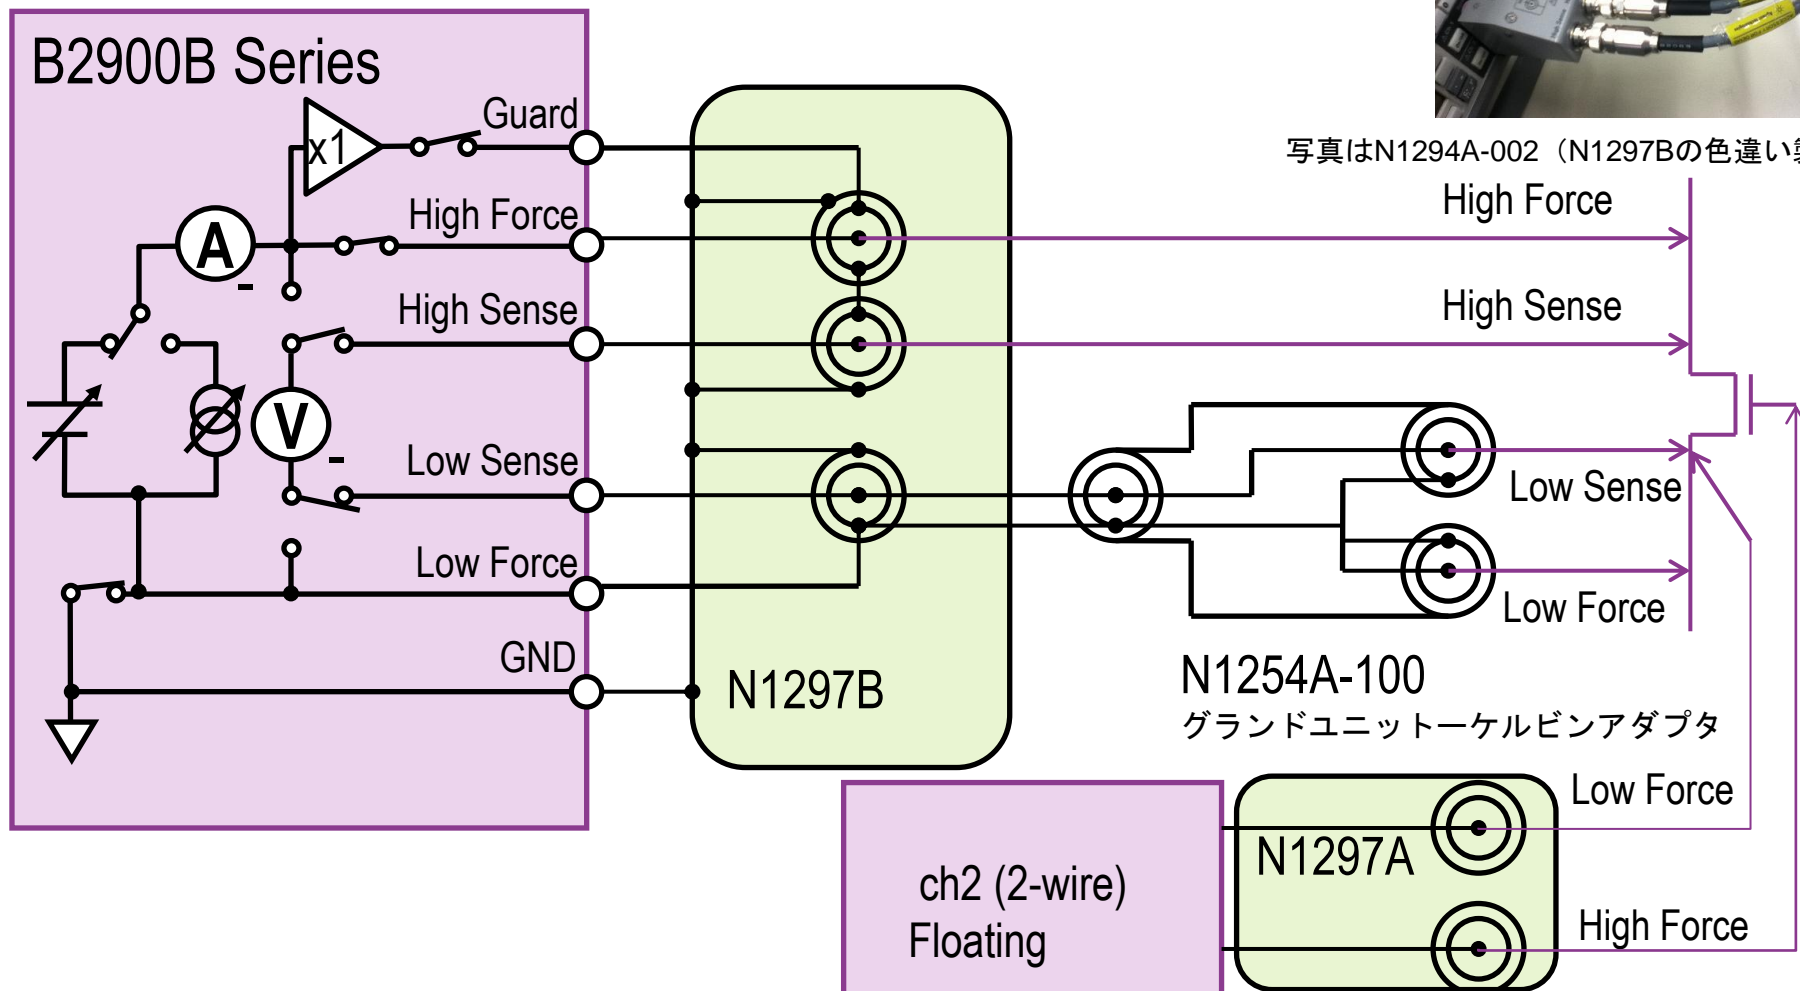 B2900B Series
Guard
x1
写真はN1294A-002（N1297Bの色違い
High Force
High Force
A
-
High Sense
High Sense
V
-
Low Sense
Low Sense
Low Force
Low Force
GND
N1297B
N1254A-100
グランドユニットーケルビンアダプタ
Low Force
N1297A
ch2 (2-wire)
Floating
High Force